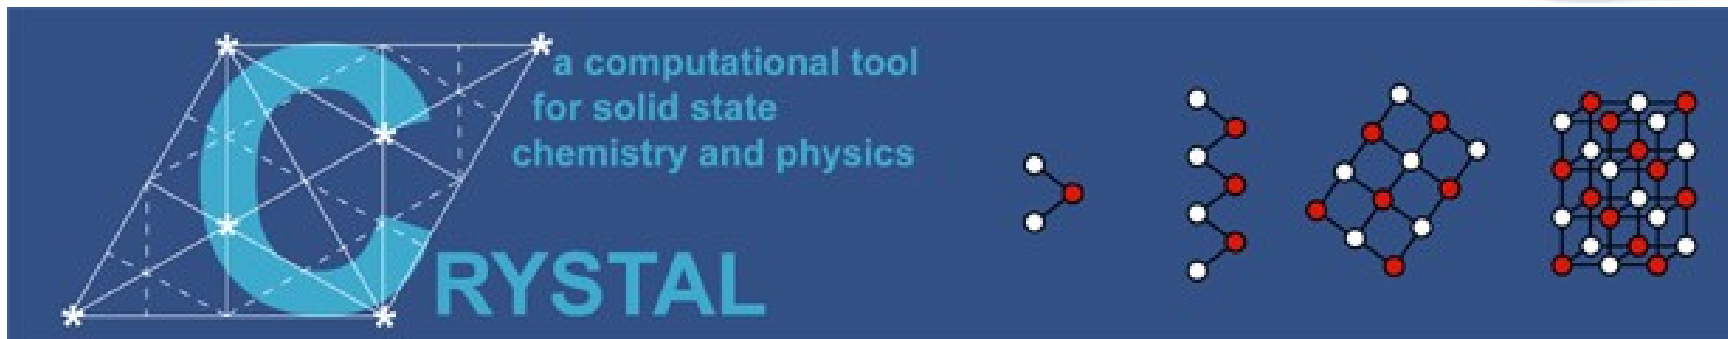 a computational tool
for solid state
chemistry and physics
CRYSTAL